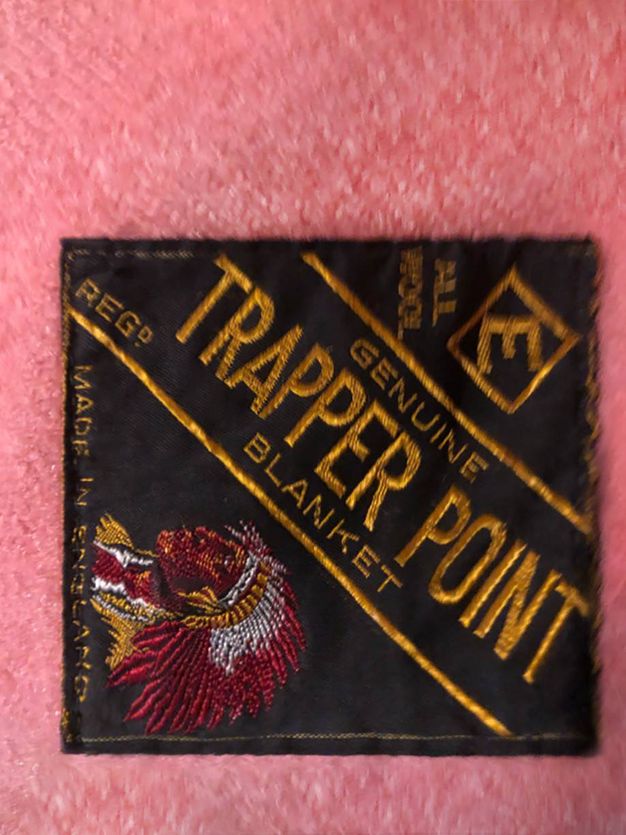 ALL
WOOL
GENUINE
TRAPPER POINT
BLANKET
REGD
MADE IN ENGLAND